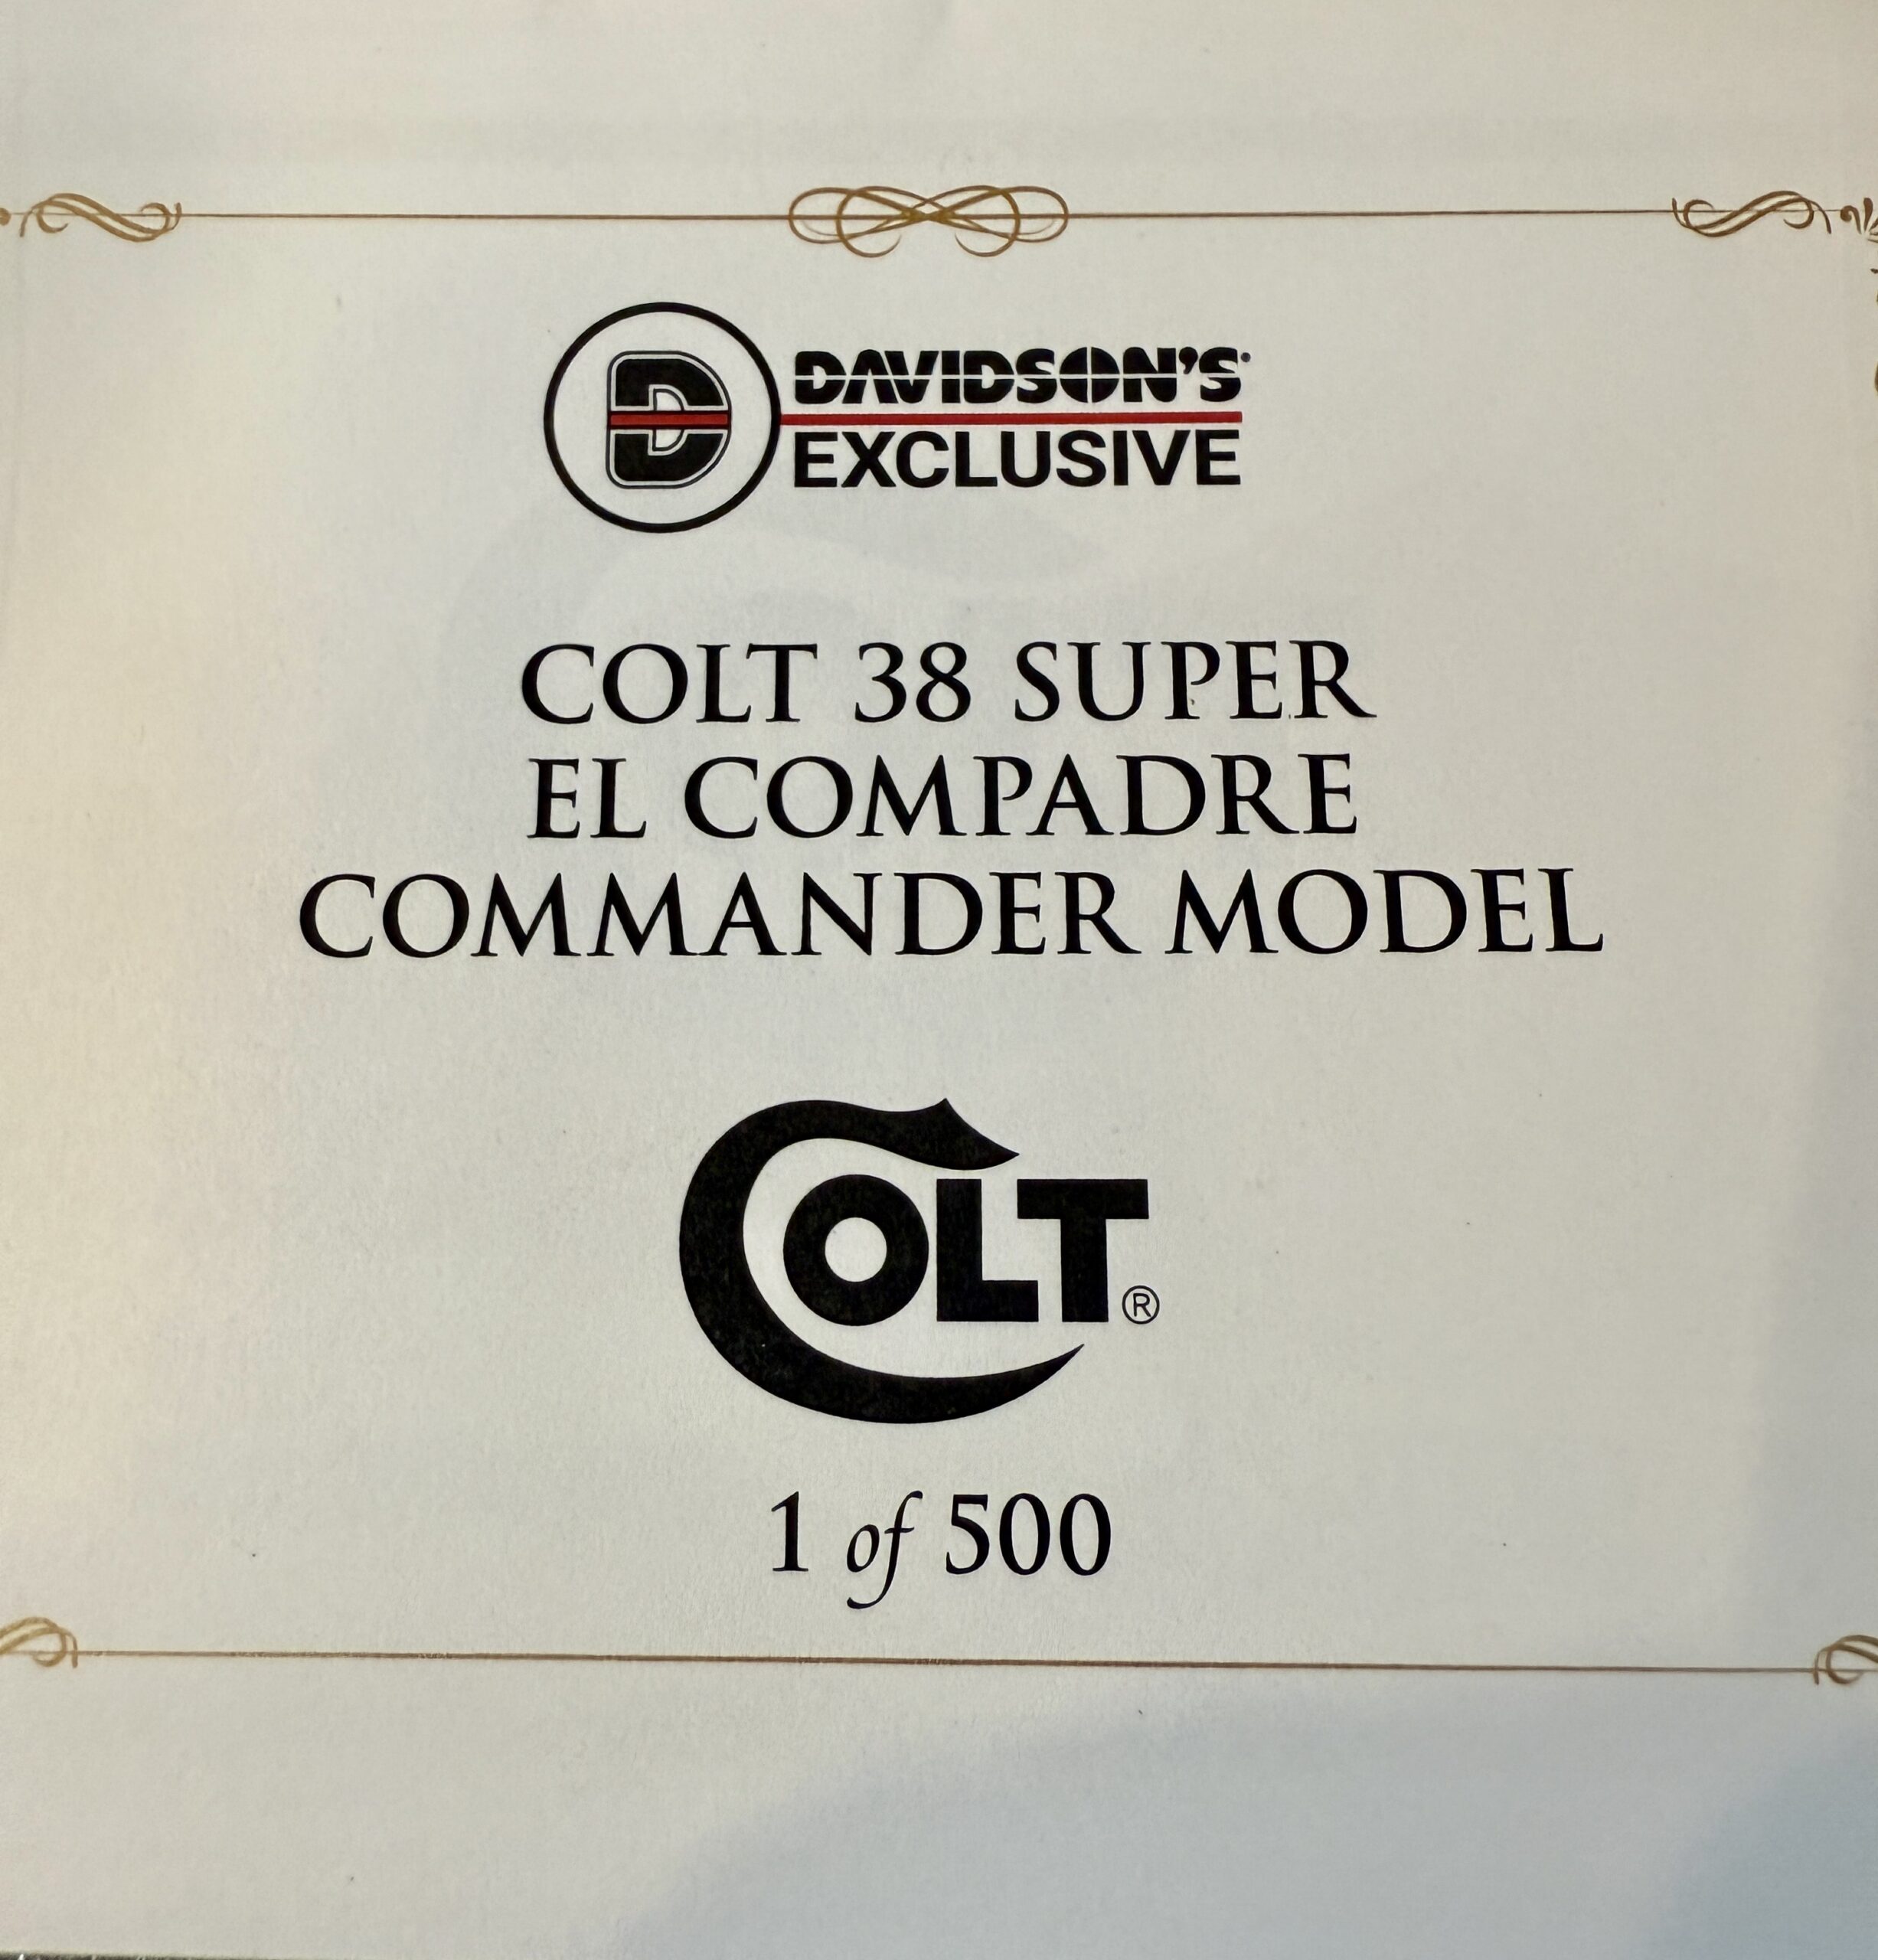 D
DAVIDSON'S
EXCLUSIVE
COLT 38 SUPER
EL COMPADRE
COMMANDER MODEL
COLT®
1 of 500